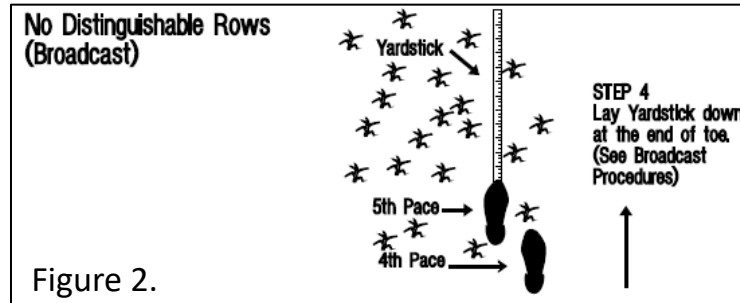 No Distinguishable Rows
(Broadcast)
Yardstick
STEP 4
Lay Yardstick down
at the end of toe.
(See Broadcast
Procedures)
5th Pace
4th Pace
Figure 2.